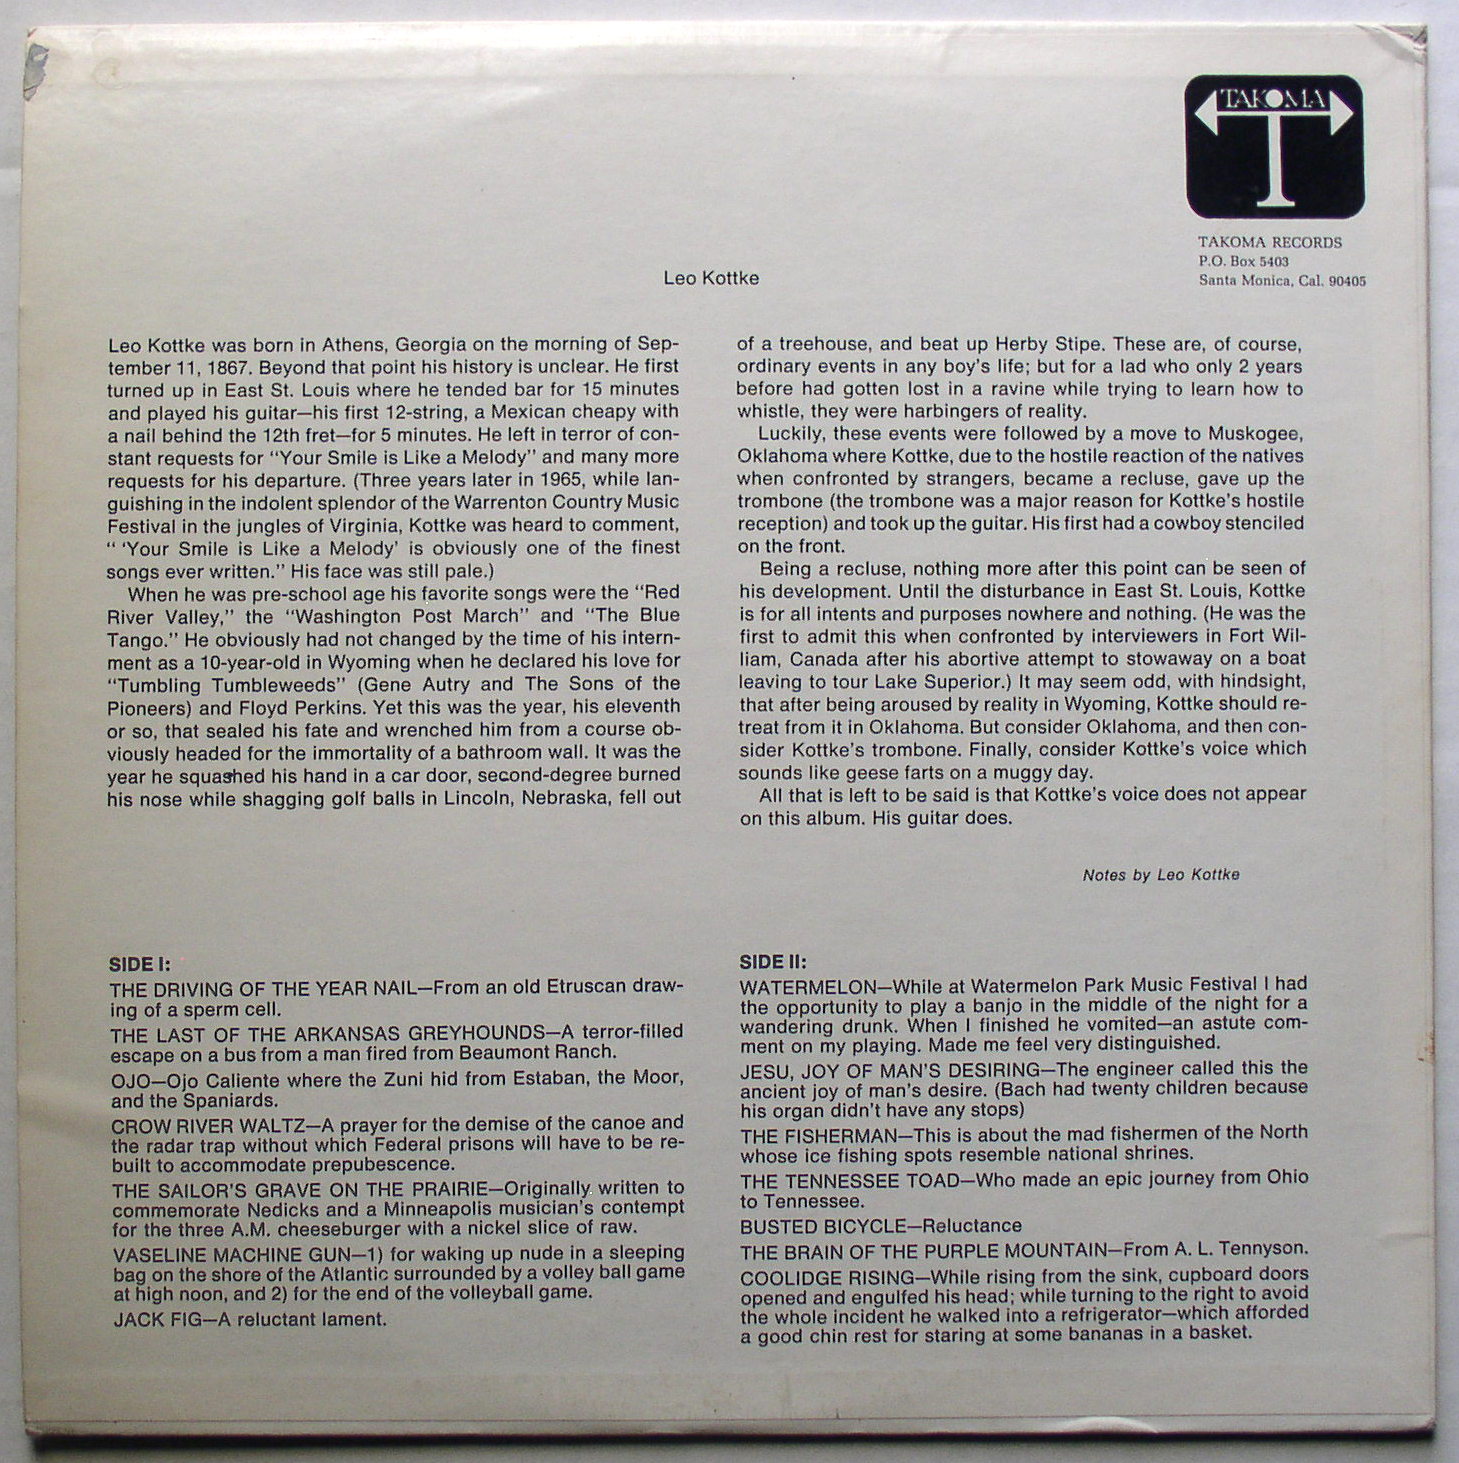 TAKOMA
T
TAKOMA RECORDS
P.O. Box 5403
Santa Monica, Cal. 90405
Leo Kottke
Leo Kottke was born in Athens, Georgia on the morning of Sep-
tember 11, 1867. Beyond that point his history is unclear. He first
turned up in East St. Louis where he tended bar for 15 minutes
and played his guitar—his first 12-string, a Mexican cheapy with
a nail behind the 12th fret—for 5 minutes. He left in terror of con-
stant requests for "Your Smile is Like a Melody" and many more
requests for his departure. (Three years later in 1965, while lan-
guishing in the indolent splendor of the Warrenton Country Music
Festival in the jungles of Virginia, Kottke was heard to comment,
" 'Your Smile is Like a Melody' is obviously one of the finest
songs ever written." His face was still pale.)
When he was pre-school age his favorite songs were the "Red
River Valley," the "Washington Post March" and "The Blue
Tango." He obviously had not changed by the time of his intern-
ment as a 10-year-old in Wyoming when he declared his love for
"Tumbling Tumbleweeds" (Gene Autry and The Sons of the
Pioneers) and Floyd Perkins. Yet this was the year, his eleventh
or so, that sealed his fate and wrenched him from a course ob-
viously headed for the immortality of a bathroom wall. It was the
year he squashed his hand in a car door, second-degree burned
his nose while shagging golf balls in Lincoln, Nebraska, fell out
of a treehouse, and beat up Herby Stipe. These are, of course,
ordinary events in any boy's life; but for a lad who only 2 years
before had gotten lost in a ravine while trying to learn how to
whistle, they were harbingers of reality.
Luckily, these events were followed by a move to Muskogee,
Oklahoma where Kottke, due to the hostile reaction of the natives
when confronted by strangers, became a recluse, gave up the
trombone (the trombone was a major reason for Kottke's hostile
reception) and took up the guitar. His first had a cowboy stenciled
on the front.
Being a recluse, nothing more after this point can be seen of
his development. Until the disturbance in East St. Louis, Kottke
is for all intents and purposes nowhere and nothing. (He was the
first to admit this when confronted by interviewers in Fort Wil-
liam, Canada after his abortive attempt to stowaway on a boat
leaving to tour Lake Superior.) It may seem odd, with hindsight,
that after being aroused by reality in Wyoming, Kottke should re-
treat from it in Oklahoma. But consider Oklahoma, and then con-
sider Kottke's trombone. Finally, consider Kottke's voice which
sounds like geese farts on a muggy day.
All that is left to be said is that Kottke's voice does not appear
on this album. His guitar does.
Notes by Leo Kottke
SIDE I:
THE DRIVING OF THE YEAR NAIL—From an old Etruscan draw-
ing of a sperm cell.
THE LAST OF THE ARKANSAS GREYHOUNDS—A terror-filled
escape on a bus from a man fired from Beaumont Ranch.
OJO—Ojo Caliente where the Zuni hid from Estaban, the Moor,
and the Spaniards.
CROW RIVER WALTZ—A prayer for the demise of the canoe and
the radar trap without which Federal prisons will have to be re-
built to accommodate prepubescence.
THE SAILOR'S GRAVE ON THE PRAIRIE—Originally written to
commemorate Nedicks and a Minneapolis musician's contempt
for the three A.M. cheeseburger with a nickel slice of raw.
VASELINE MACHINE GUN—1) for waking up nude in a sleeping
bag on the shore of the Atlantic surrounded by a volley ball game
at high noon, and 2) for the end of the volleyball game.
JACK FIG—A reluctant lament.
SIDE II:
WATERMELON—While at Watermelon Park Music Festival I had
the opportunity to play a banjo in the middle of the night for a
wandering drunk. When I finished he vomited—an astute com-
ment on my playing. Made me feel very distinguished.
JESU, JOY OF MAN'S DESIRING—The engineer called this the
ancient joy of man's desire. (Bach had twenty children because
his organ didn't have any stops)
THE FISHERMAN—This is about the mad fishermen of the North
whose ice fishing spots resemble national shrines.
THE TENNESSEE TOAD—Who made an epic journey from Ohio
to Tennessee.
BUSTED BICYCLE—Reluctance
THE BRAIN OF THE PURPLE MOUNTAIN—From A. L. Tennyson.
COOLIDGE RISING—While rising from the sink, cupboard doors
opened and engulfed his head; while turning to the right to avoid
the whole incident he walked into a refrigerator—which afforded
a good chin rest for staring at some bananas in a basket.